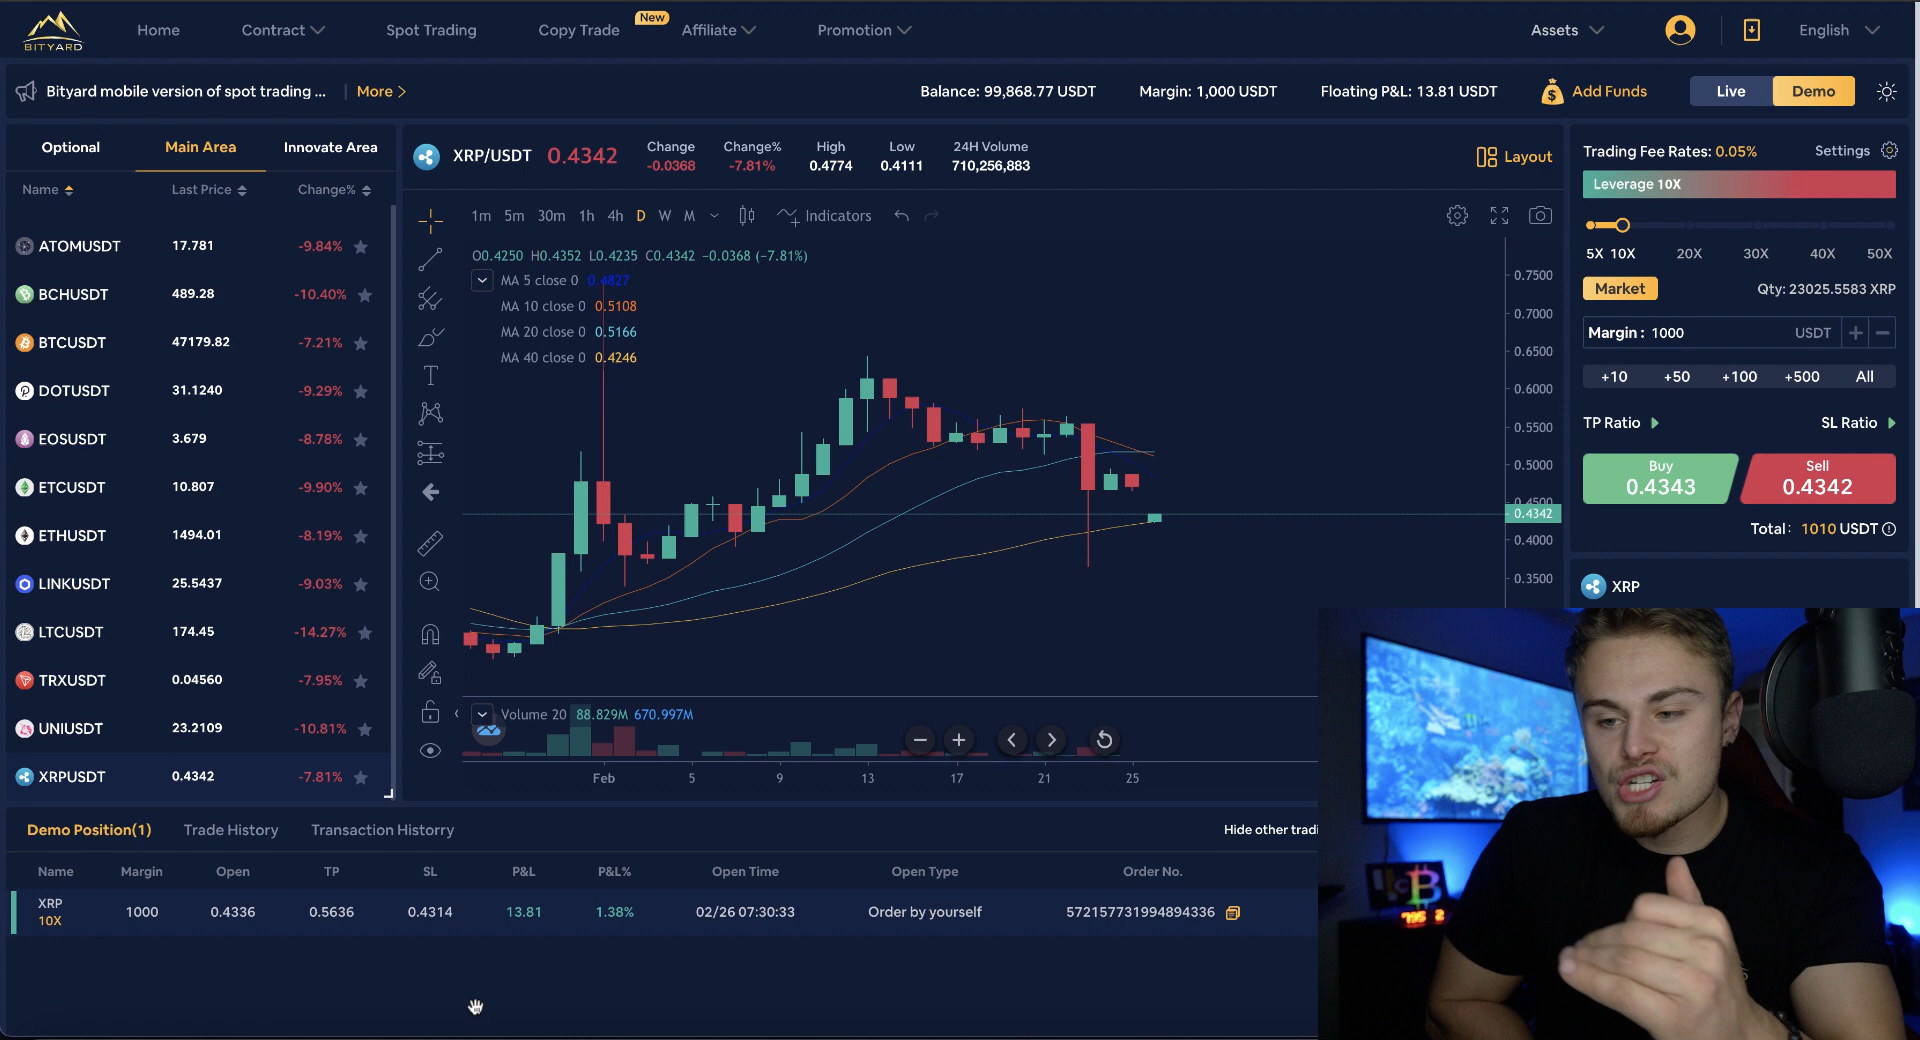 BITYARD
Home
Contract
Spot Trading
Copy Trade
New
Affiliate
Promotion
Assets
English
Bityard mobile version of spot trading ...
More >
Balance: 99,868.77 USDT
Margin: 1,000 USDT
Floating P&L: 13.81 USDT
Add Funds
Live
Demo
Optional
Main Area
Innovate Area
Name
Last Price
Change%
ATOMUSDT 17.781 -9.84%
BCHUSDT 489.28 -10.40%
BTCUSDT 47179.82 -7.21%
DOTUSDT 31.1240 -9.29%
EOSUSDT 3.679 -8.78%
ETCUSDT 10.807 -9.90%
ETHUSDT 1494.01 -8.19%
LINKUSDT 25.5437 -9.03%
LTCUSDT 174.45 -14.27%
TRXUSDT 0.04560 -7.95%
UNIUSDT 23.2109 -10.81%
XRPUSDT 0.4342 -7.81%
XRP/USDT 0.4342
Change
-0.0368
Change%
-7.81%
High
0.4774
Low
0.4111
24H Volume
710,256,883
Layout
1m 5m 30m 1h 4h D W M
Indicators
O0.4250 H0.4352 L0.4235 C0.4342 -0.0368 (-7.81%)
MA 5 close 0 0.4827
MA 10 close 0 0.5108
MA 20 close 0 0.5166
MA 40 close 0 0.4246
0.7500
0.7000
0.6500
0.6000
0.5500
0.5000
0.4500
0.4342
0.4000
0.3500
Volume 20 88.829M 670.997M
Feb 5 9 13 17 21 25
Trading Fee Rates: 0.05%
Settings
Leverage 10X
5X 10X 20X 30X 40X 50X
Market
Qty: 23025.5583 XRP
Margin: 1000 USDT
+10 +50 +100 +500 All
TP Ratio
SL Ratio
Buy
0.4343
Sell
0.4342
Total: 1010 USDT
XRP
Demo Position(1)
Trade History
Transaction Historry
Hide other tradi
Name Margin Open TP SL P&L P&L% Open Time Open Type Order No.
XRP
10X
1000 0.4336 0.5636 0.4314 13.81 1.38% 02/26 07:30:33 Order by yourself 572157731994894336